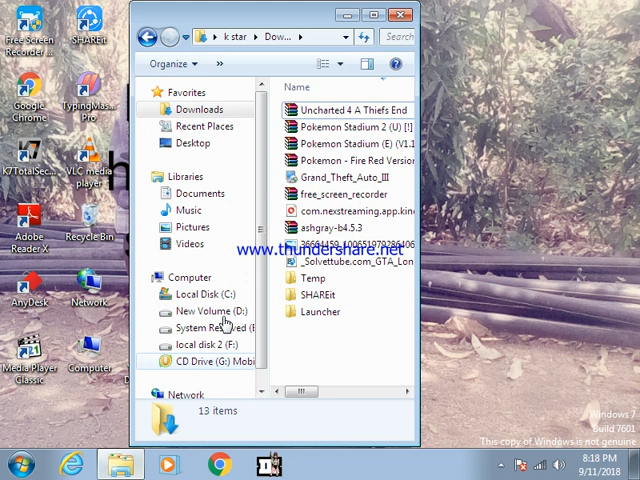 Free Screen Recorder ...
SHAREit
Google Chrome
TypingMas... Pro
K7TotalSec...
VLC media player
Adobe Reader X
Recycle Bin
AnyDesk
Network
Media Player Classic
Computer
k star
Dow...
Search
Organize
Favorites
Downloads
Recent Places
Desktop
Libraries
Documents
Music
Pictures
Videos
Computer
Local Disk (C:)
New Volume (D:)
System Reserved (E
local disk 2 (F:)
CD Drive (G:) Mobi
Network
Name
Uncharted 4 A Thiefs End
Pokemon Stadium 2 (U) [!]
Pokemon Stadium (E) (V1.1
Pokemon - Fire Red Version
Grand_Theft_Auto_III
free_screen_recorder
com.nextreaming.app.kine
ashgray-b4.5.3
www.thundershare.net
_Solvettube.com_GTA_Lon
Temp
SHAREit
Launcher
13 items
Windows 7
Build 7601
This copy of Windows is not genuine
8:18 PM
9/11/2018